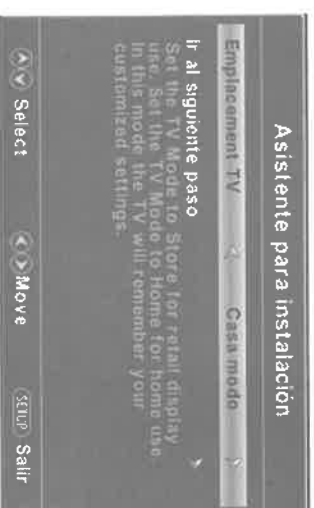 Asistente para instalación
Emplacement TV Casa modo
Ir al siguiente paso
Set the TV Mode to Store for retail display
use. Set the TV Mode to Home for home use.
In this mode the TV will remember your
customized settings.
Select Move SETUP Salir